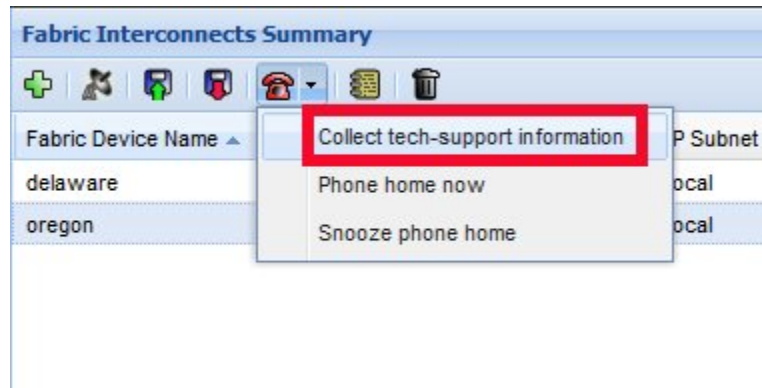 Fabric Interconnects Summary
Fabric Device Name
P Subnet
Collect tech-support information
delaware
Phone home now
ocal
oregon
Snooze phone home
ocal